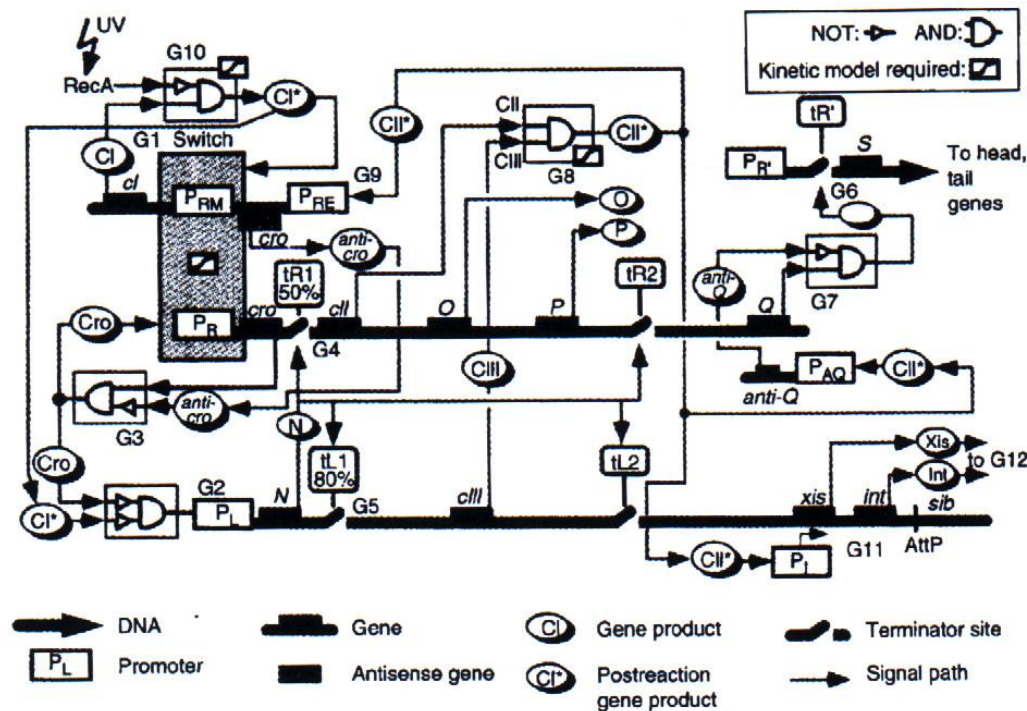 UV
G10
NOT:
AND:
Kinetic model required:
RecA
CI*
CII*
CII
CIII
CII*
G8
tR'
PR'
S
To head,
tail
genes
G6
G1 Switch
CI
cI
PRM
PRE
G9
cro
anti-
cro
O
P
anti-
Q
G7
tR1
50%
tR2
Cro
PR
cro
cII
G4
O
P
Q
CIII
PAQ
CII*
anti-Q
G3
anti-
cro
N
Cro
tL1
80%
tL2
Xis
to G12
Int
CI*
G2
PL
N
G5
cIII
xis
int
sib
CII*
PI
G11
AttP
DNA
Gene
CI
Gene product
Terminator site
PL
Promoter
Antisense gene
CI*
Postreaction
gene product
Signal path